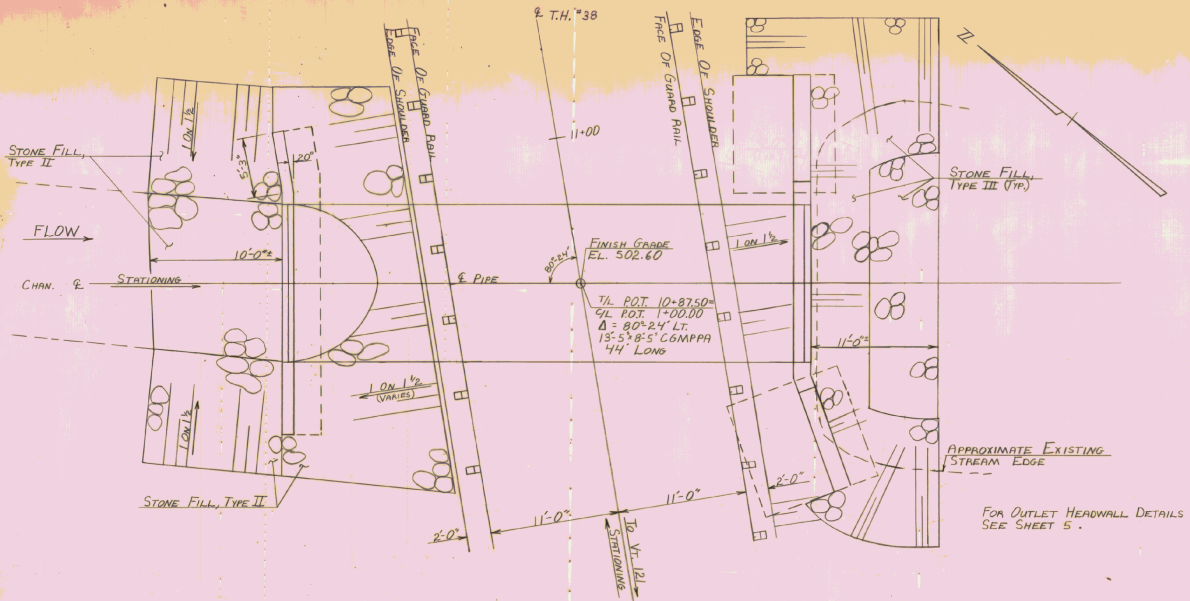 ℄ T.H. #38
EDGE OF SHOULDER
FACE OF GUARD RAIL
FACE OF GUARD RAIL
EDGE OF SHOULDER
11+00
1 ON 1½
20"
5'-3"
STONE FILL,
TYPE II
STONE FILL,
TYPE III (TYP.)
FLOW
10'-0"±
CHAN. ℄ STATIONING
℄ PIPE
80°-24'
FINISH GRADE
EL. 502.60
1 ON 1½
T/L P.O.T. 10+87.50=
C/L P.O.T. 1+00.00
Δ = 80°-24' LT.
13'-5"x8'-5" CGMPPA
44' LONG
11'-0"±
1 ON 1½
(VARIES)
1 ON 1½
STONE FILL, TYPE II
APPROXIMATE EXISTING
STREAM EDGE
2'-0"
11'-0"
11'-0"
2'-0"
TO VT. 121
STATIONING
FOR OUTLET HEADWALL DETAILS
SEE SHEET 5.